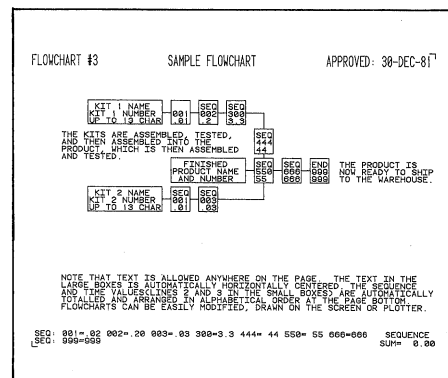 FLOWCHART #3 SAMPLE FLOWCHART APPROVED: 30-DEC-81
KIT 1 NAME
KIT 1 NUMBER
UP TO 13 CHAR
SEQ
001
.01
SEQ
002
.2
SEQ
300
3.3
THE KITS ARE ASSEMBLED, TESTED,
AND THEN ASSEMBLED INTO THE
PRODUCT, WHICH IS THEN ASSEMBLED
AND TESTED.
SEQ
444
44
FINISHED
PRODUCT NAME
AND NUMBER
SEQ
550
55
SEQ
666
666
END
999
999
THE PRODUCT IS
NOW READY TO SHIP
TO THE WAREHOUSE.
KIT 2 NAME
KIT 2 NUMBER
UP TO 13 CHAR
SEQ
001
.01
SEQ
003
.03
NOTE THAT TEXT IS ALLOWED ANYWHERE ON THE PAGE. THE TEXT IN THE
LARGE BOXES IS AUTOMATICALLY HORIZONTALLY CENTERED. THE SEQUENCE
AND TIME VALUES(LINES 2 AND 3 IN THE SMALL BOXES) ARE AUTOMATICALLY
TOTALLED AND ARRANGED IN ALPHABETICAL ORDER AT THE PAGE BOTTOM.
FLOWCHARTS CAN BE EASILY MODIFIED, DRAWN ON THE SCREEN OR PLOTTER.
SEQ: 001=.02 002=.20 003=.03 300=3.3 444= 44 550= 55 666=666 SEQUENCE
SEQ: 999=999 SUM= 0.00